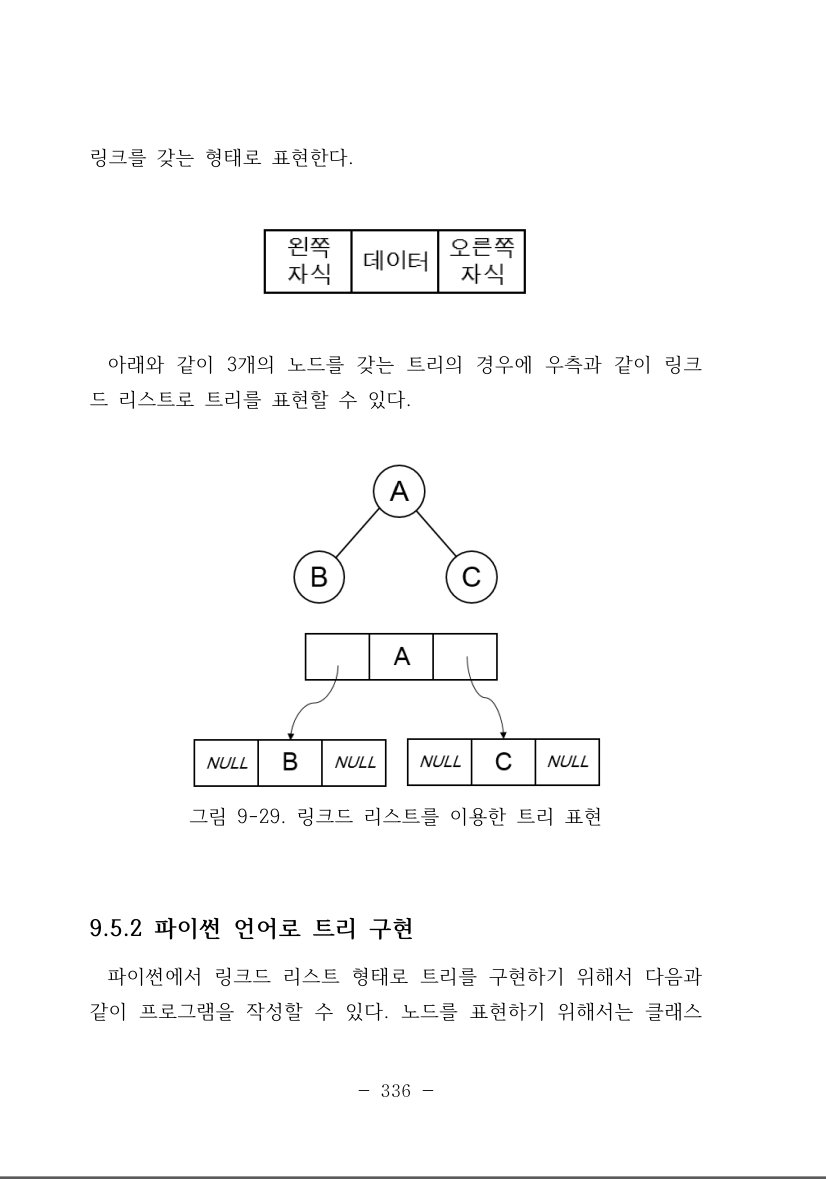 링크를 갖는 형태로 표현한다.
왼쪽
자식
데이터
오른쪽
자식
아래와 같이 3개의 노드를 갖는 트리의 경우에 우측과 같이 링크
드 리스트로 트리를 표현할 수 있다.
A
B C
A
NULL B NULL NULL C NULL
그림 9-29. 링크드 리스트를 이용한 트리 표현
9.5.2 파이썬 언어로 트리 구현
파이썬에서 링크드 리스트 형태로 트리를 구현하기 위해서 다음과
같이 프로그램을 작성할 수 있다. 노드를 표현하기 위해서는 클래스
- 336 -